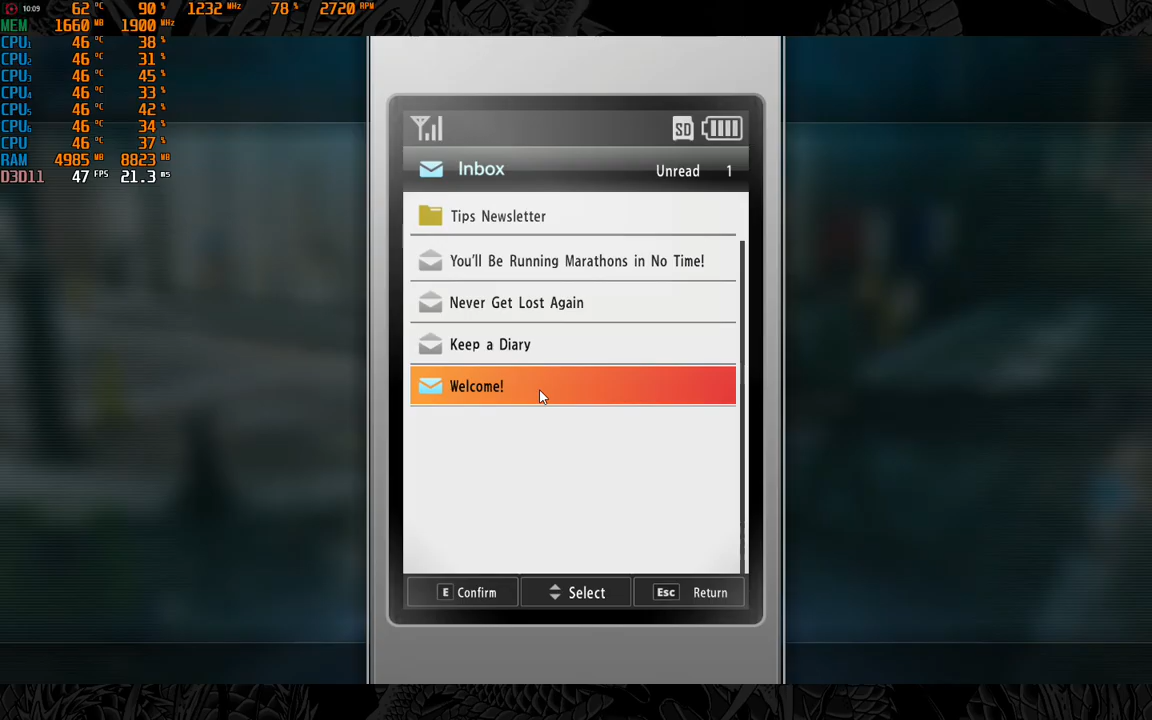 10:09 62 °C 90 % 1232 MHz 78 % 2720 RPM
MEM 1660 MB 1900 MHz
CPU1 46 °C 38 %
CPU2 46 °C 31 %
CPU3 46 °C 45 %
CPU4 46 °C 33 %
CPU5 46 °C 42 %
CPU6 46 °C 34 %
CPU 46 °C 37 %
RAM 4985 MB 8823 MB
D3D11 47 FPS 21.3 ms
SD
Inbox Unread 1
Tips Newsletter
You'll Be Running Marathons in No Time!
Never Get Lost Again
Keep a Diary
Welcome!
E Confirm Select Esc Return